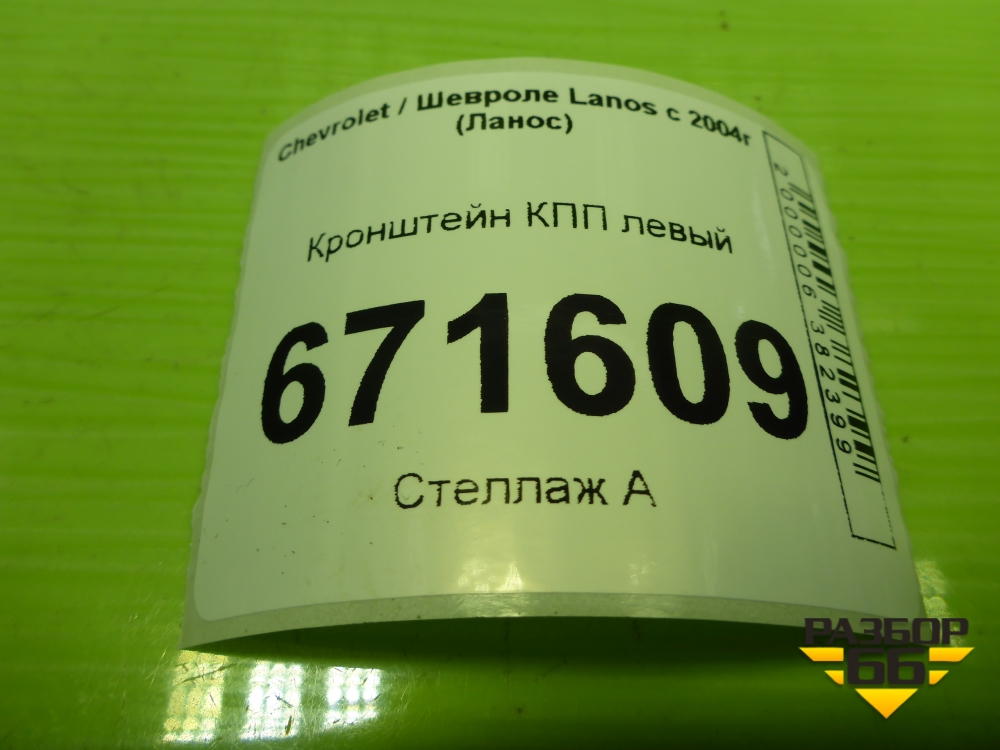 Chevrolet / Шевроле Lanos с 2004г
(Ланос)
Кронштейн КПП левый
671609
Стеллаж А
2000006382399
РАЗБОР
66